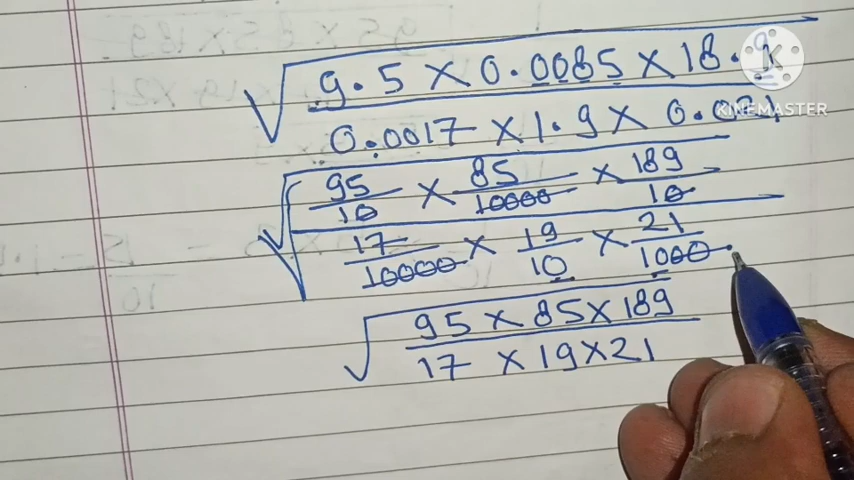 √ 9.5 × 0.0085 × 18.9
KINEMASTER
0.0017 × 1.9 × 0.021
√ 95/10 × 85/10000 × 189/10
17/10000 × 19/10 × 21/1000
√ 95 × 85 × 189
17 × 19 × 21